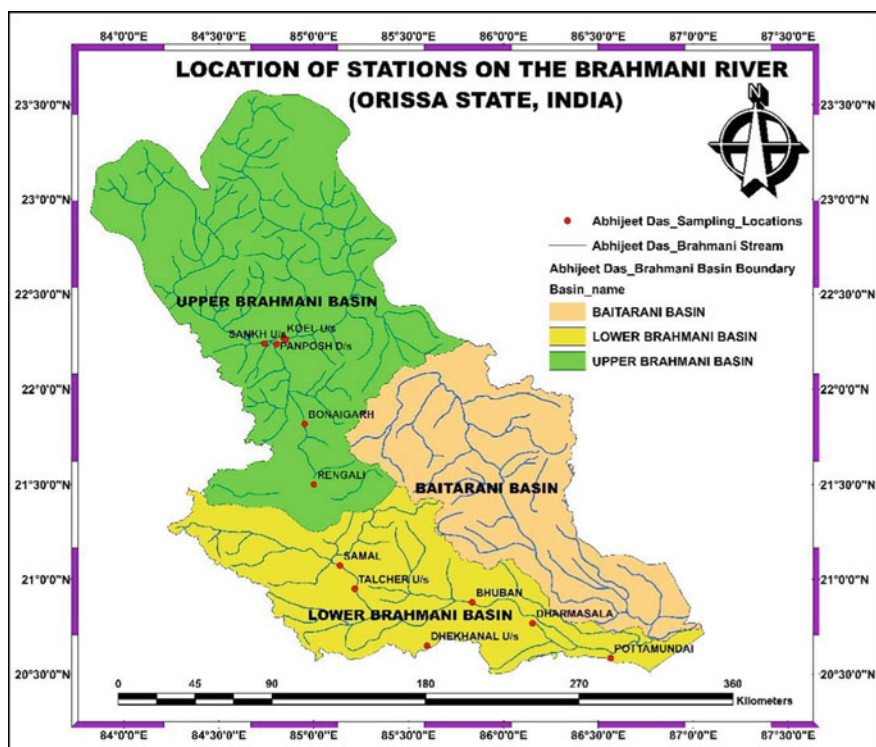 84°0'0"E 84°30'0"E 85°0'0"E 85°30'0"E 86°0'0"E 86°30'0"E 87°0'0"E 87°30'0"E
LOCATION OF STATIONS ON THE BRAHMANI RIVER
(ORISSA STATE, INDIA)
N
23°30'0"N 23°30'0"N
23°0'0"N 23°0'0"N
Abhijeet Das_Sampling_Locations
Abhijeet Das_Brahmani Stream
Abhijeet Das_Brahmani Basin Boundary
Basin_name
BAITARANI BASIN
LOWER BRAHMANI BASIN
UPPER BRAHMANI BASIN
22°30'0"N 22°30'0"N
UPPER BRAHMANI BASIN
SANKH U/s KOEL U/s
PANPOSH D/s
22°0'0"N 22°0'0"N
BONAIGARH
21°30'0"N 21°30'0"N
RENGALI
BAITARANI BASIN
SAMAL
21°0'0"N 21°0'0"N
TALCHER U/s
BHUBAN
LOWER BRAHMANI BASIN
DHARMASALA
DHEKHANAL U/s
POTTAMUNDAI
20°30'0"N 20°30'0"N
0 45 90 180 270 360
Kilometers
84°0'0"E 84°30'0"E 85°0'0"E 85°30'0"E 86°0'0"E 86°30'0"E 87°0'0"E 87°30'0"E